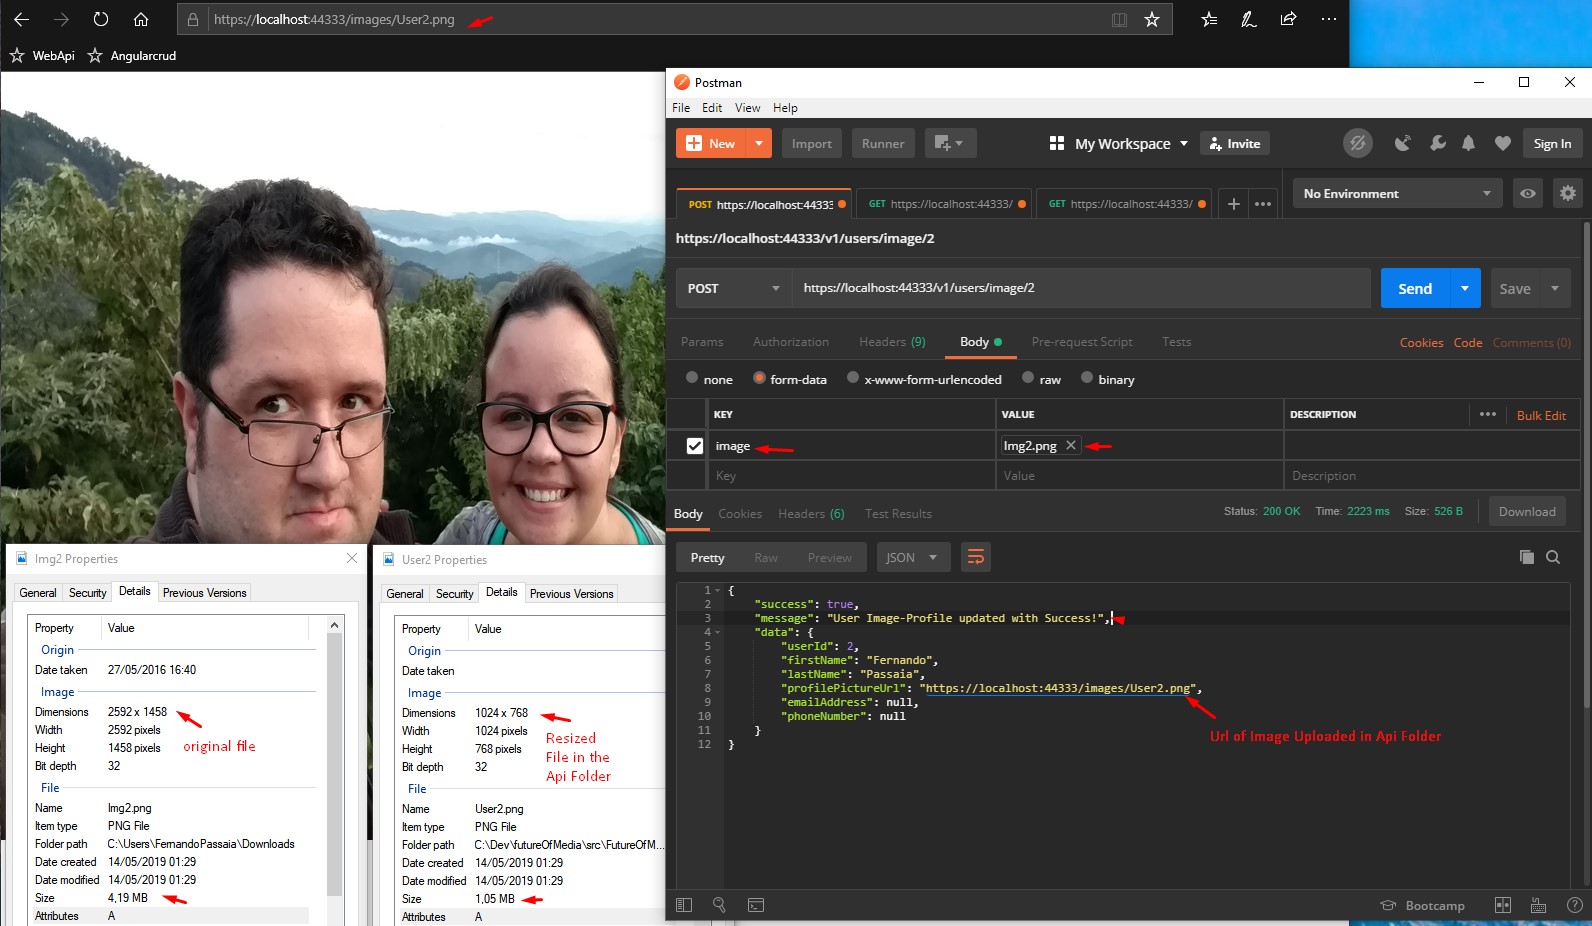 https://localhost:44333/images/User2.png
WebApi
Angularcrud
Postman
File Edit View Help
New
Import
Runner
My Workspace
Invite
Sign In
POST https://localhost:44333
GET https://localhost:44333/
GET https://localhost:44333/
No Environment
https://localhost:44333/v1/users/image/2
POST
https://localhost:44333/v1/users/image/2
Send
Save
Params
Authorization
Headers (9)
Body
Pre-request Script
Tests
Cookies Code Comments (0)
none
form-data
x-www-form-urlencoded
raw
binary
KEY
VALUE
DESCRIPTION
Bulk Edit
image
Img2.png
Key
Value
Description
Body
Cookies
Headers (6)
Test Results
Status: 200 OK Time: 2223 ms Size: 526 B
Download
Pretty
Raw
Preview
JSON
1 {
2 "success": true,
3 "message": "User Image-Profile updated with Success!",
4 "data": {
5 "userId": 2,
6 "firstName": "Fernando",
7 "lastName": "Passaia",
8 "profilePictureUrl": "https://localhost:44333/images/User2.png",
9 "emailAddress": null,
10 "phoneNumber": null
11 }
12 }
Url of Image Uploaded in Api Folder
Bootcamp
Img2 Properties
General Security Details Previous Versions
Property Value
Origin
Date taken 27/05/2016 16:40
Image
Dimensions 2592 x 1458
Width 2592 pixels
Height 1458 pixels
Bit depth 32
original file
File
Name Img2.png
Item type PNG File
Folder path C:\Users\FernandoPassaia\Downloads
Date created 14/05/2019 01:29
Date modified 14/05/2019 01:29
Size 4,19 MB
Attributes A
User2 Properties
General Security Details Previous Versions
Property Value
Origin
Date taken
Image
Dimensions 1024 x 768
Width 1024 pixels
Height 768 pixels
Bit depth 32
Resized
File in the
Api Folder
File
Name User2.png
Item type PNG File
Folder path C:\Dev\futureOfMedia\src\FutureOfM...
Date created 14/05/2019 01:29
Date modified 14/05/2019 01:29
Size 1,05 MB
Attributes A